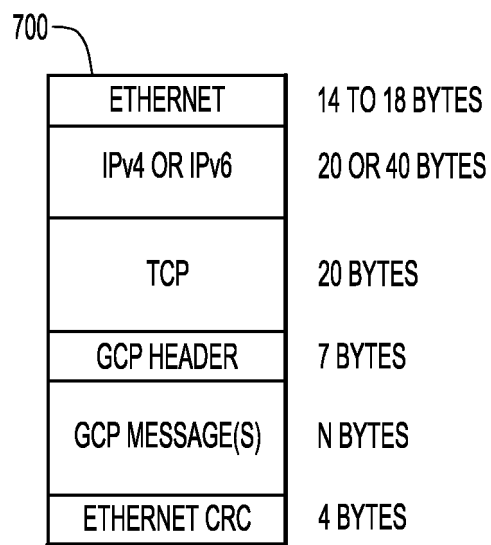 700
ETHERNET 14 TO 18 BYTES
IPv4 OR IPv6 20 OR 40 BYTES
TCP 20 BYTES
GCP HEADER 7 BYTES
GCP MESSAGE(S) N BYTES
ETHERNET CRC 4 BYTES